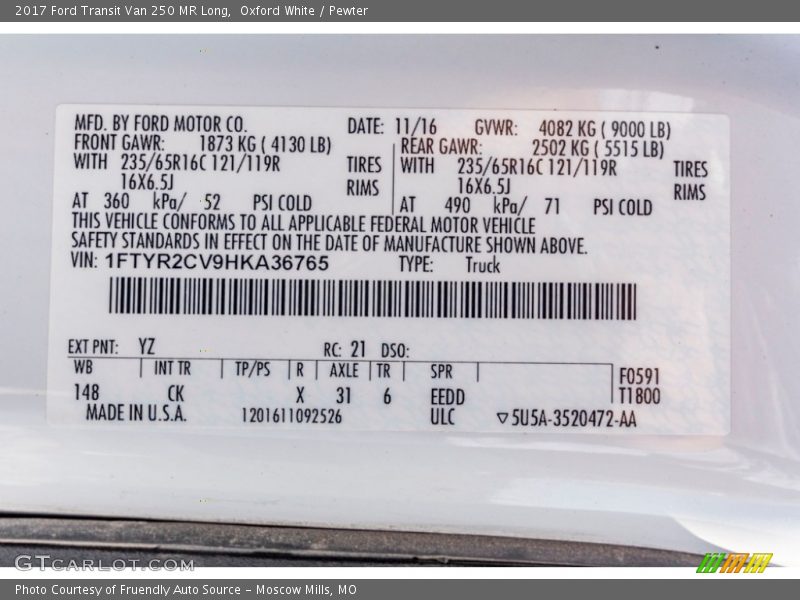 2017 Ford Transit Van 250 MR Long, Oxford White / Pewter
MFD. BY FORD MOTOR CO. DATE: 11/16 GVWR: 4082 KG ( 9000 LB)
FRONT GAWR: 1873 KG ( 4130 LB) REAR GAWR: 2502 KG ( 5515 LB)
WITH 235/65R16C 121/119R TIRES WITH 235/65R16C 121/119R TIRES
16X6.5J RIMS 16X6.5J RIMS
AT 360 kPa/ 52 PSI COLD AT 490 kPa/ 71 PSI COLD
THIS VEHICLE CONFORMS TO ALL APPLICABLE FEDERAL MOTOR VEHICLE
SAFETY STANDARDS IN EFFECT ON THE DATE OF MANUFACTURE SHOWN ABOVE.
VIN: 1FTYR2CV9HKA36765 TYPE: Truck
EXT PNT: YZ RC: 21 DSO:
WB INT TR TP/PS R AXLE TR SPR F0591
148 CK X 31 6 EEDD T1800
MADE IN U.S.A. 1201611092526 ULC ▽5U5A-3520472-AA
GTCARLOT.COM
Photo Courtesy of Fruendly Auto Source – Moscow Mills, MO